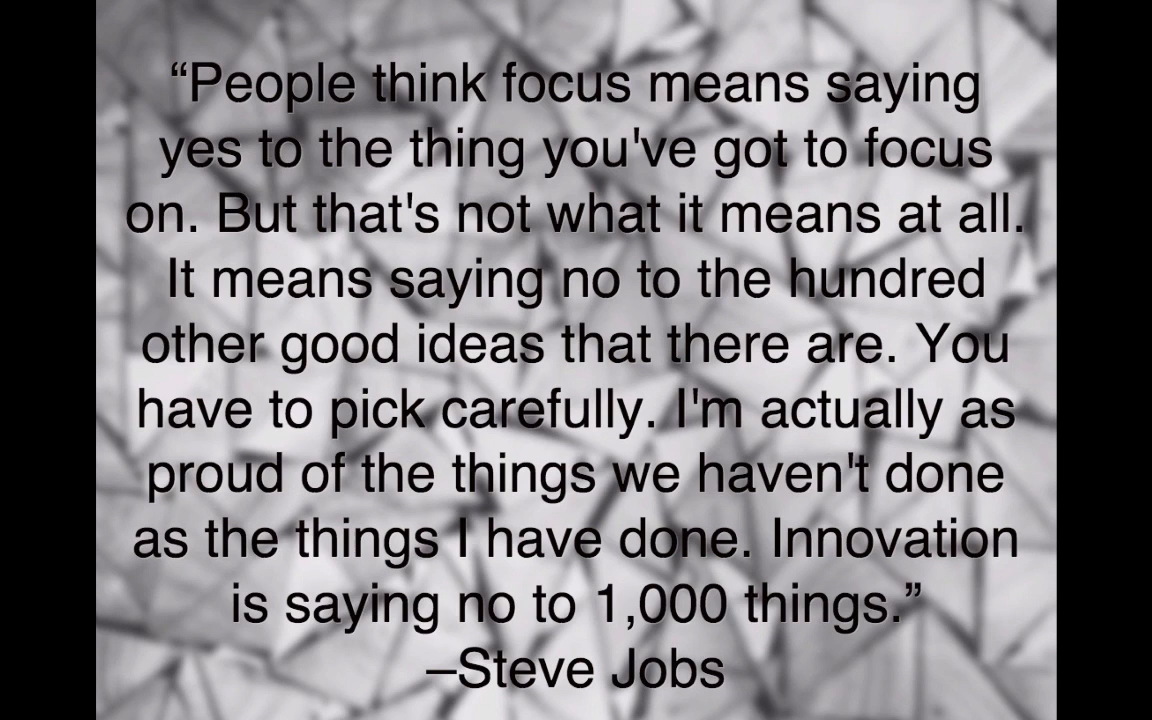 “People think focus means saying
yes to the thing you've got to focus
on. But that's not what it means at all.
It means saying no to the hundred
other good ideas that there are. You
have to pick carefully. I'm actually as
proud of the things we haven't done
as the things I have done. Innovation
is saying no to 1,000 things.”
–Steve Jobs